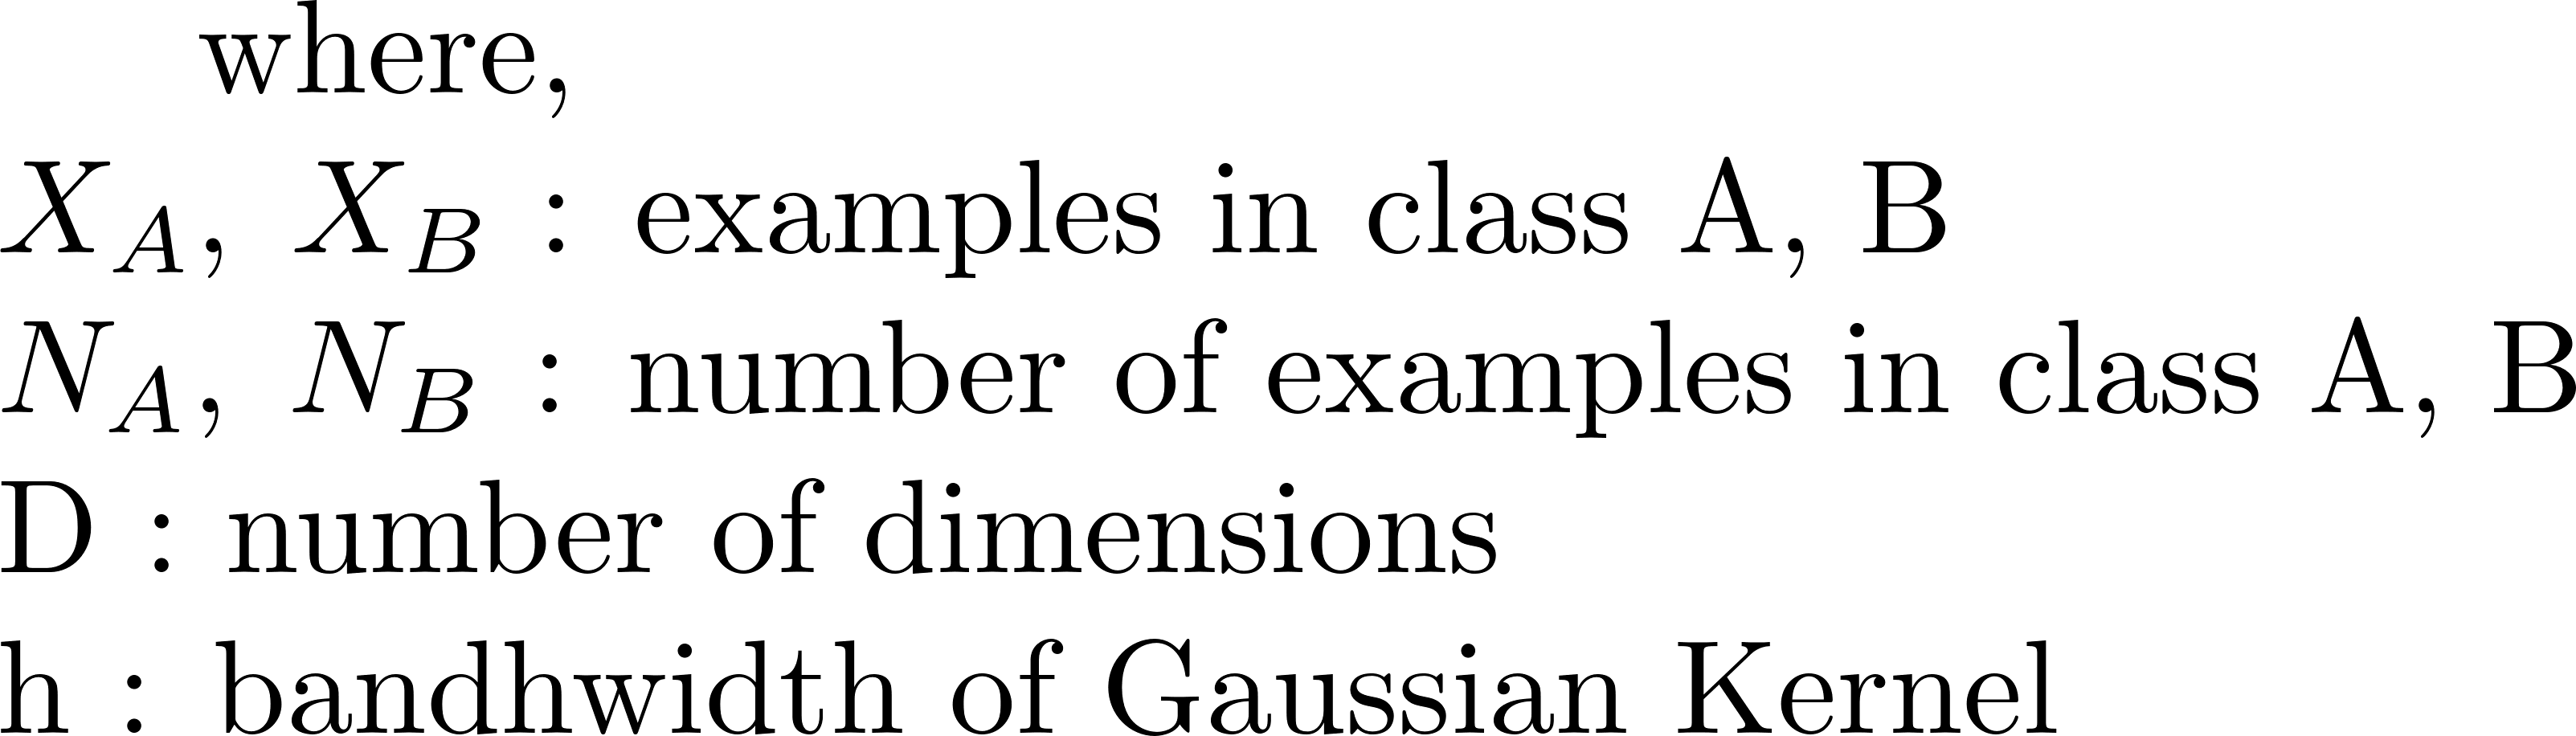 where,
X_A, X_B : examples in class A, B
N_A, N_B : number of examples in class A, B
D : number of dimensions
h : bandhwidth of Gaussian Kernel